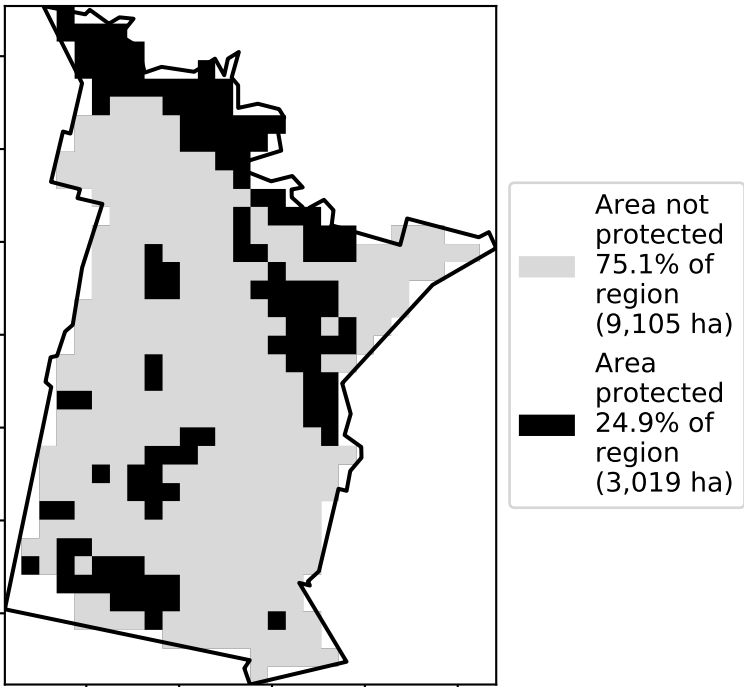 Area not
protected
75.1% of
region
(9,105 ha)
Area
protected
24.9% of
region
(3,019 ha)